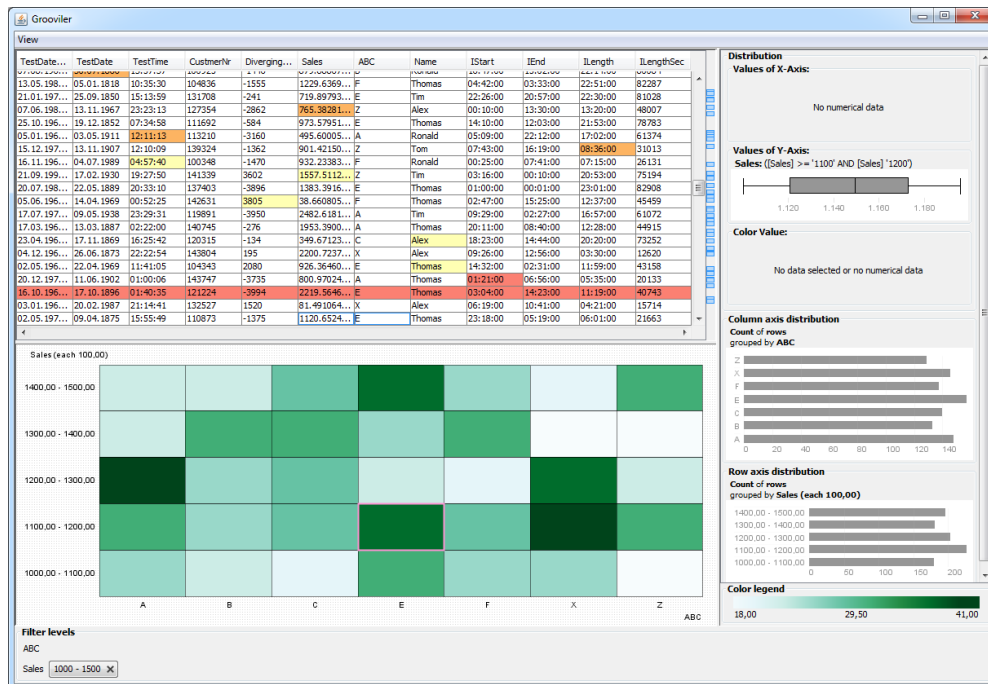 Grooviler
View
TestDate... TestDate TestTime CustmerNr Diverging... Sales ABC Name IStart IEnd ILength ILengthSec
13.05.198... 05.01.1818 10:35:30 104836 -1555 1229.6369... F Thomas 04:42:00 03:33:00 22:51:00 82287
21.01.197... 25.09.1850 15:13:59 131708 -241 719.89793... E Tim 22:26:00 20:57:00 22:30:00 81028
07.06.198... 13.11.1967 23:23:13 127354 -2862 765.38281... Z Alex 00:10:00 13:30:00 13:20:00 48007
25.10.196... 19.12.1852 07:34:58 111692 -584 973.57951... E Thomas 14:10:00 12:03:00 21:53:00 78783
05.01.196... 03.05.1911 12:11:13 113210 -3160 495.60005... A Ronald 05:09:00 22:12:00 17:02:00 61374
15.12.197... 13.11.1907 12:10:09 139324 -1362 901.42150... Z Tom 07:43:00 16:19:00 08:36:00 31013
16.11.196... 04.07.1989 04:57:40 100348 -1470 932.23383... F Ronald 00:25:00 07:41:00 07:15:00 26131
21.09.199... 17.02.1930 19:27:50 141339 3602 1557.5112... Z Tim 03:16:00 00:10:00 20:53:00 75194
20.07.198... 22.05.1889 20:33:10 137403 -3896 1383.3916... B Thomas 01:00:00 00:01:00 23:01:00 82908
05.06.196... 14.04.1969 00:52:25 142631 3805 38.660805... F Thomas 02:47:00 15:25:00 12:37:00 45459
17.07.197... 09.05.1938 23:29:31 119891 -3950 2482.6181... A Tim 09:29:00 02:27:00 16:57:00 61072
17.03.196... 13.03.1887 02:22:00 140745 -276 1953.3900... A Thomas 20:11:00 08:40:00 12:28:00 44915
23.04.196... 17.11.1869 16:25:42 120315 -134 349.67123... C Alex 18:23:00 14:44:00 20:20:00 73252
04.12.196... 26.06.1873 22:22:54 143804 195 2200.7237... X Alex 09:26:00 12:56:00 03:30:00 12620
02.05.196... 22.04.1969 11:41:05 104343 2080 926.36460... E Thomas 14:32:00 02:31:00 11:59:00 43158
20.12.197... 11.06.1902 01:00:06 143747 -3735 800.97024... A Thomas 01:21:00 06:56:00 05:35:00 20133
16.10.196... 17.10.1896 01:40:35 121224 -3994 2219.5646... E Thomas 03:04:00 14:23:00 11:19:00 40743
03.01.196... 20.02.1987 21:14:41 132527 1520 81.491064... X Alex 06:19:00 10:41:00 04:21:00 15714
02.05.197... 09.04.1875 15:55:49 110873 -1375 1120.6524... E Thomas 23:18:00 05:19:00 06:01:00 21663
Distribution
Values of X-Axis:
No numerical data
Values of Y-Axis:
Sales: ([Sales] >= '1100' AND [Sales] '1200')
1.120 1.140 1.160 1.180
Color Value:
No data selected or no numerical data
Column axis distribution
Count of rows
grouped by ABC
Z
X
F
E
C
B
A
0 20 40 60 80 100 120 140
Row axis distribution
Count of rows
grouped by Sales (each 100,00)
1400,00 - 1500,00
1300,00 - 1400,00
1200,00 - 1300,00
1100,00 - 1200,00
1000,00 - 1100,00
0 50 100 150 200
Color legend
18,00 29,50 41,00
Sales (each 100,00)
1400,00 - 1500,00
1300,00 - 1400,00
1200,00 - 1300,00
1100,00 - 1200,00
1000,00 - 1100,00
A B C E F X Z
ABC
Filter levels
ABC
Sales 1000 - 1500